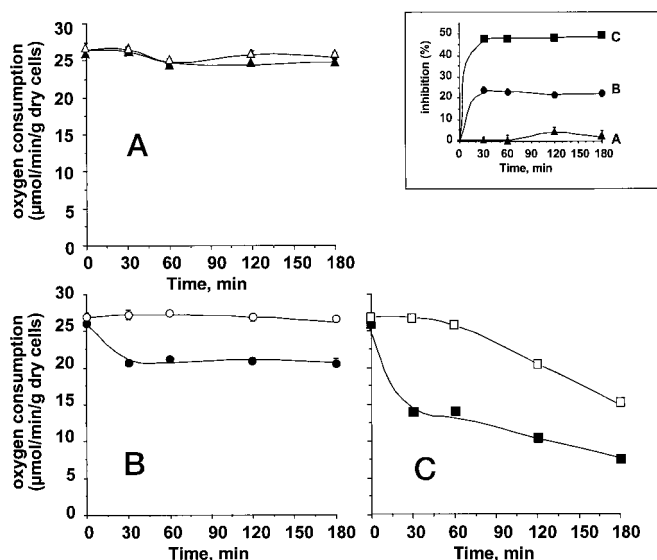 oxygen consumption
(µmol/min/g dry cells)
30
25
20
15
10
5
0
A
0 30 60 90 120 150 180
Time, min
inhibition (%)
50
40
30
20
10
0
C
B
A
0 30 60 120 180
Time, min
oxygen consumption
(µmol/min/g dry cells)
30
25
20
15
10
5
0
B
0 30 60 90 120 150 180
Time, min
C
0 30 60 90 120 150 180
Time, min